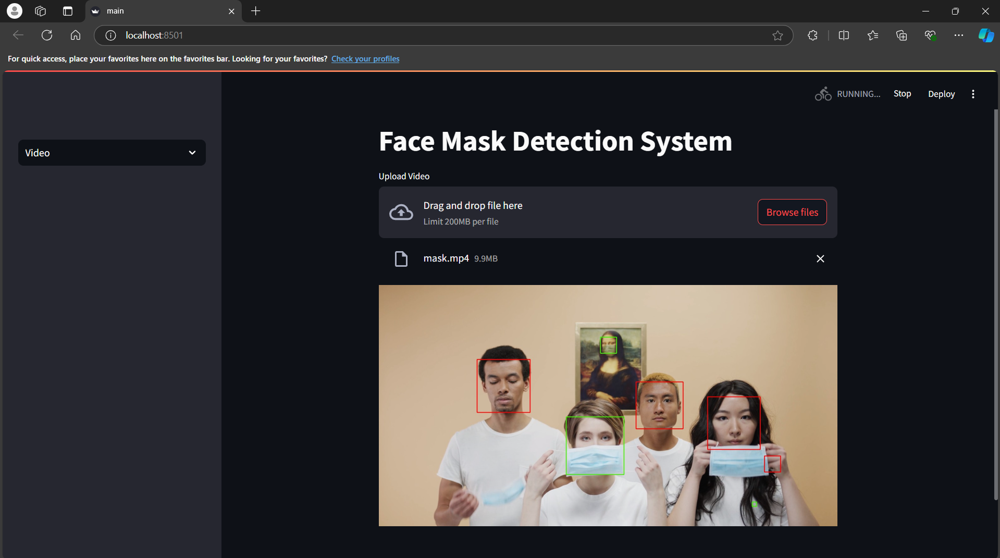 main
localhost:8501
For quick access, place your favorites here on the favorites bar. Looking for your favorites? Check your profiles
RUNNING... Stop Deploy
Video
Face Mask Detection System
Upload Video
Drag and drop file here
Limit 200MB per file
Browse files
mask.mp4 9.9MB